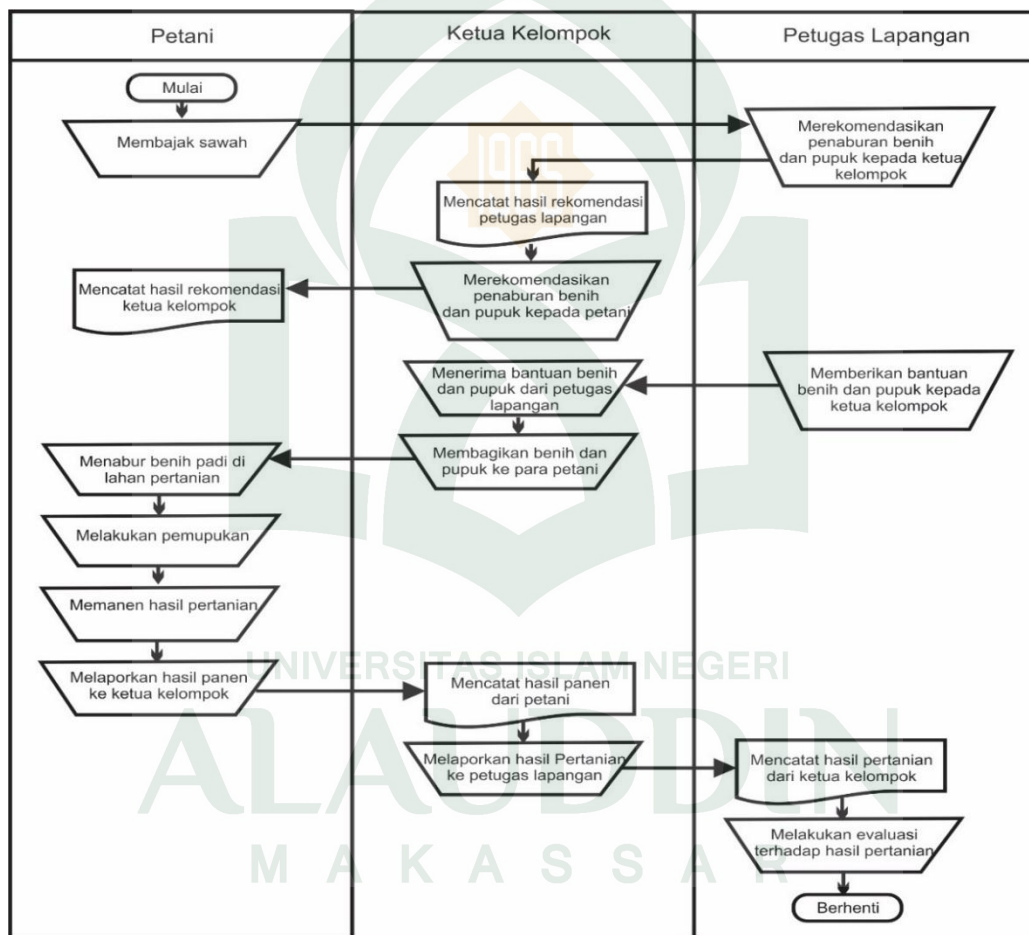 Petani
Ketua Kelompok
Petugas Lapangan
Mulai
Membajak sawah
Merekomendasikan
penaburan benih
dan pupuk kepada ketua
kelompok
Mencatat hasil rekomendasi
petugas lapangan
Merekomendasikan
penaburan benih
dan pupuk kepada petani
Mencatat hasil rekomendasi
ketua kelompok
Memberikan bantuan
benih dan pupuk kepada
ketua kelompok
Menerima bantuan benih
dan pupuk dari petugas
lapangan
Membagikan benih dan
pupuk ke para petani
Menabur benih padi di
lahan pertanian
Melakukan pemupukan
Memanen hasil pertanian
Melaporkan hasil panen
ke ketua kelompok
Mencatat hasil panen
dari petani
Melaporkan hasil Pertanian
ke petugas lapangan
Mencatat hasil pertanian
dari ketua kelompok
Melakukan evaluasi
terhadap hasil pertanian
Berhenti
1905
UNIVERSITAS ISLAM NEGERI
ALAUDDIN
MAKASSAR